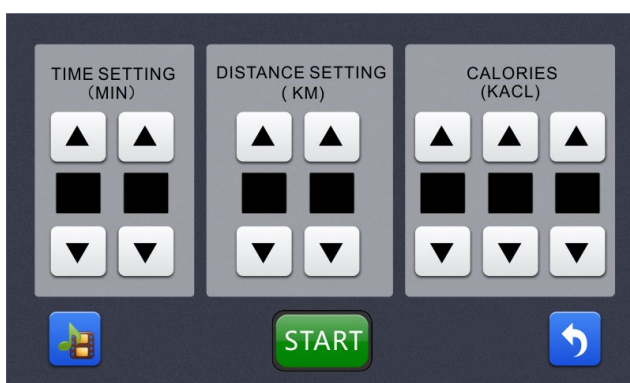 TIME SETTING
（MIN）
DISTANCE SETTING
( KM)
CALORIES
(KACL)
START